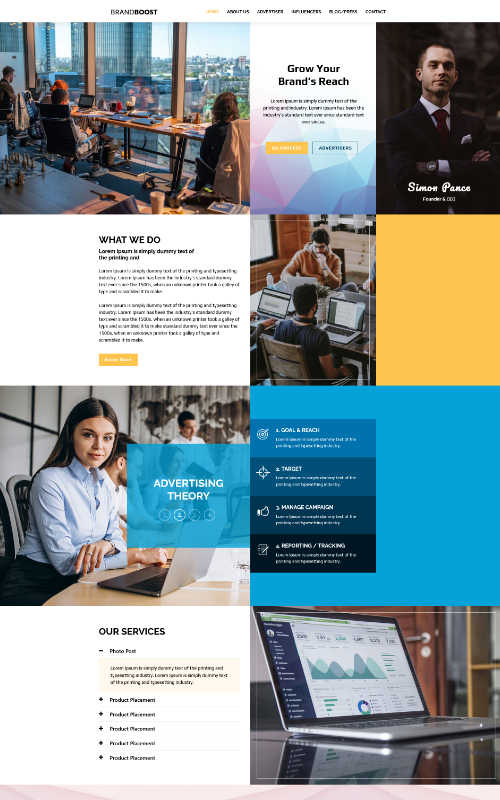 BRANDBOOST
HOME ABOUT US ADVERTISER INFLUENCERS BLOG/PRESS CONTACT
Grow Your
Brand's Reach
Lorem Ipsum is simply dummy text of the
printing and industry. Lorem Ipsum has been the
industry's standard text ever since standard text
ever since.
AD PROCESS ADVERTISERS
Simon Pance
Founder & CEO
WHAT WE DO
Lorem Ipsum is simply dummy text of
the printing and
Lorem Ipsum is simply dummy text of the printing and typesetting
industry. Lorem Ipsum has been the industry's standard dummy text
ever since the 1500s, when an unknown printer took a galley of
type and scrambled it to make.
Lorem Ipsum is simply dummy text of the printing and typesetting
industry. Lorem Ipsum has been the industry's standard dummy text
ever since the 1500s, when an unknown printer took a galley of
type and scrambled it to make standard dummy text ever since the
1500s, when an unknown printer took a galley of type and
scrambled it to make.
Know More
ADVERTISING
THEORY
1 2 3 4
1. GOAL & REACH
Lorem Ipsum is simply dummy text of the
printing and typesetting industry.
2. TARGET
Lorem Ipsum is simply dummy text of the
printing and typesetting industry.
3. MANAGE CAMPAIGN
Lorem Ipsum is simply dummy text of the
printing and typesetting industry.
4. REPORTING / TRACKING
Lorem Ipsum is simply dummy text of the
printing and typesetting industry.
OUR SERVICES
Photo Post
Lorem Ipsum is simply dummy text of the printing and
typesetting industry. Lorem Ipsum is simply dummy text
of the printing and typesetting industry.
Product Placement
Product Placement
Product Placement
Product Placement
Product Placement